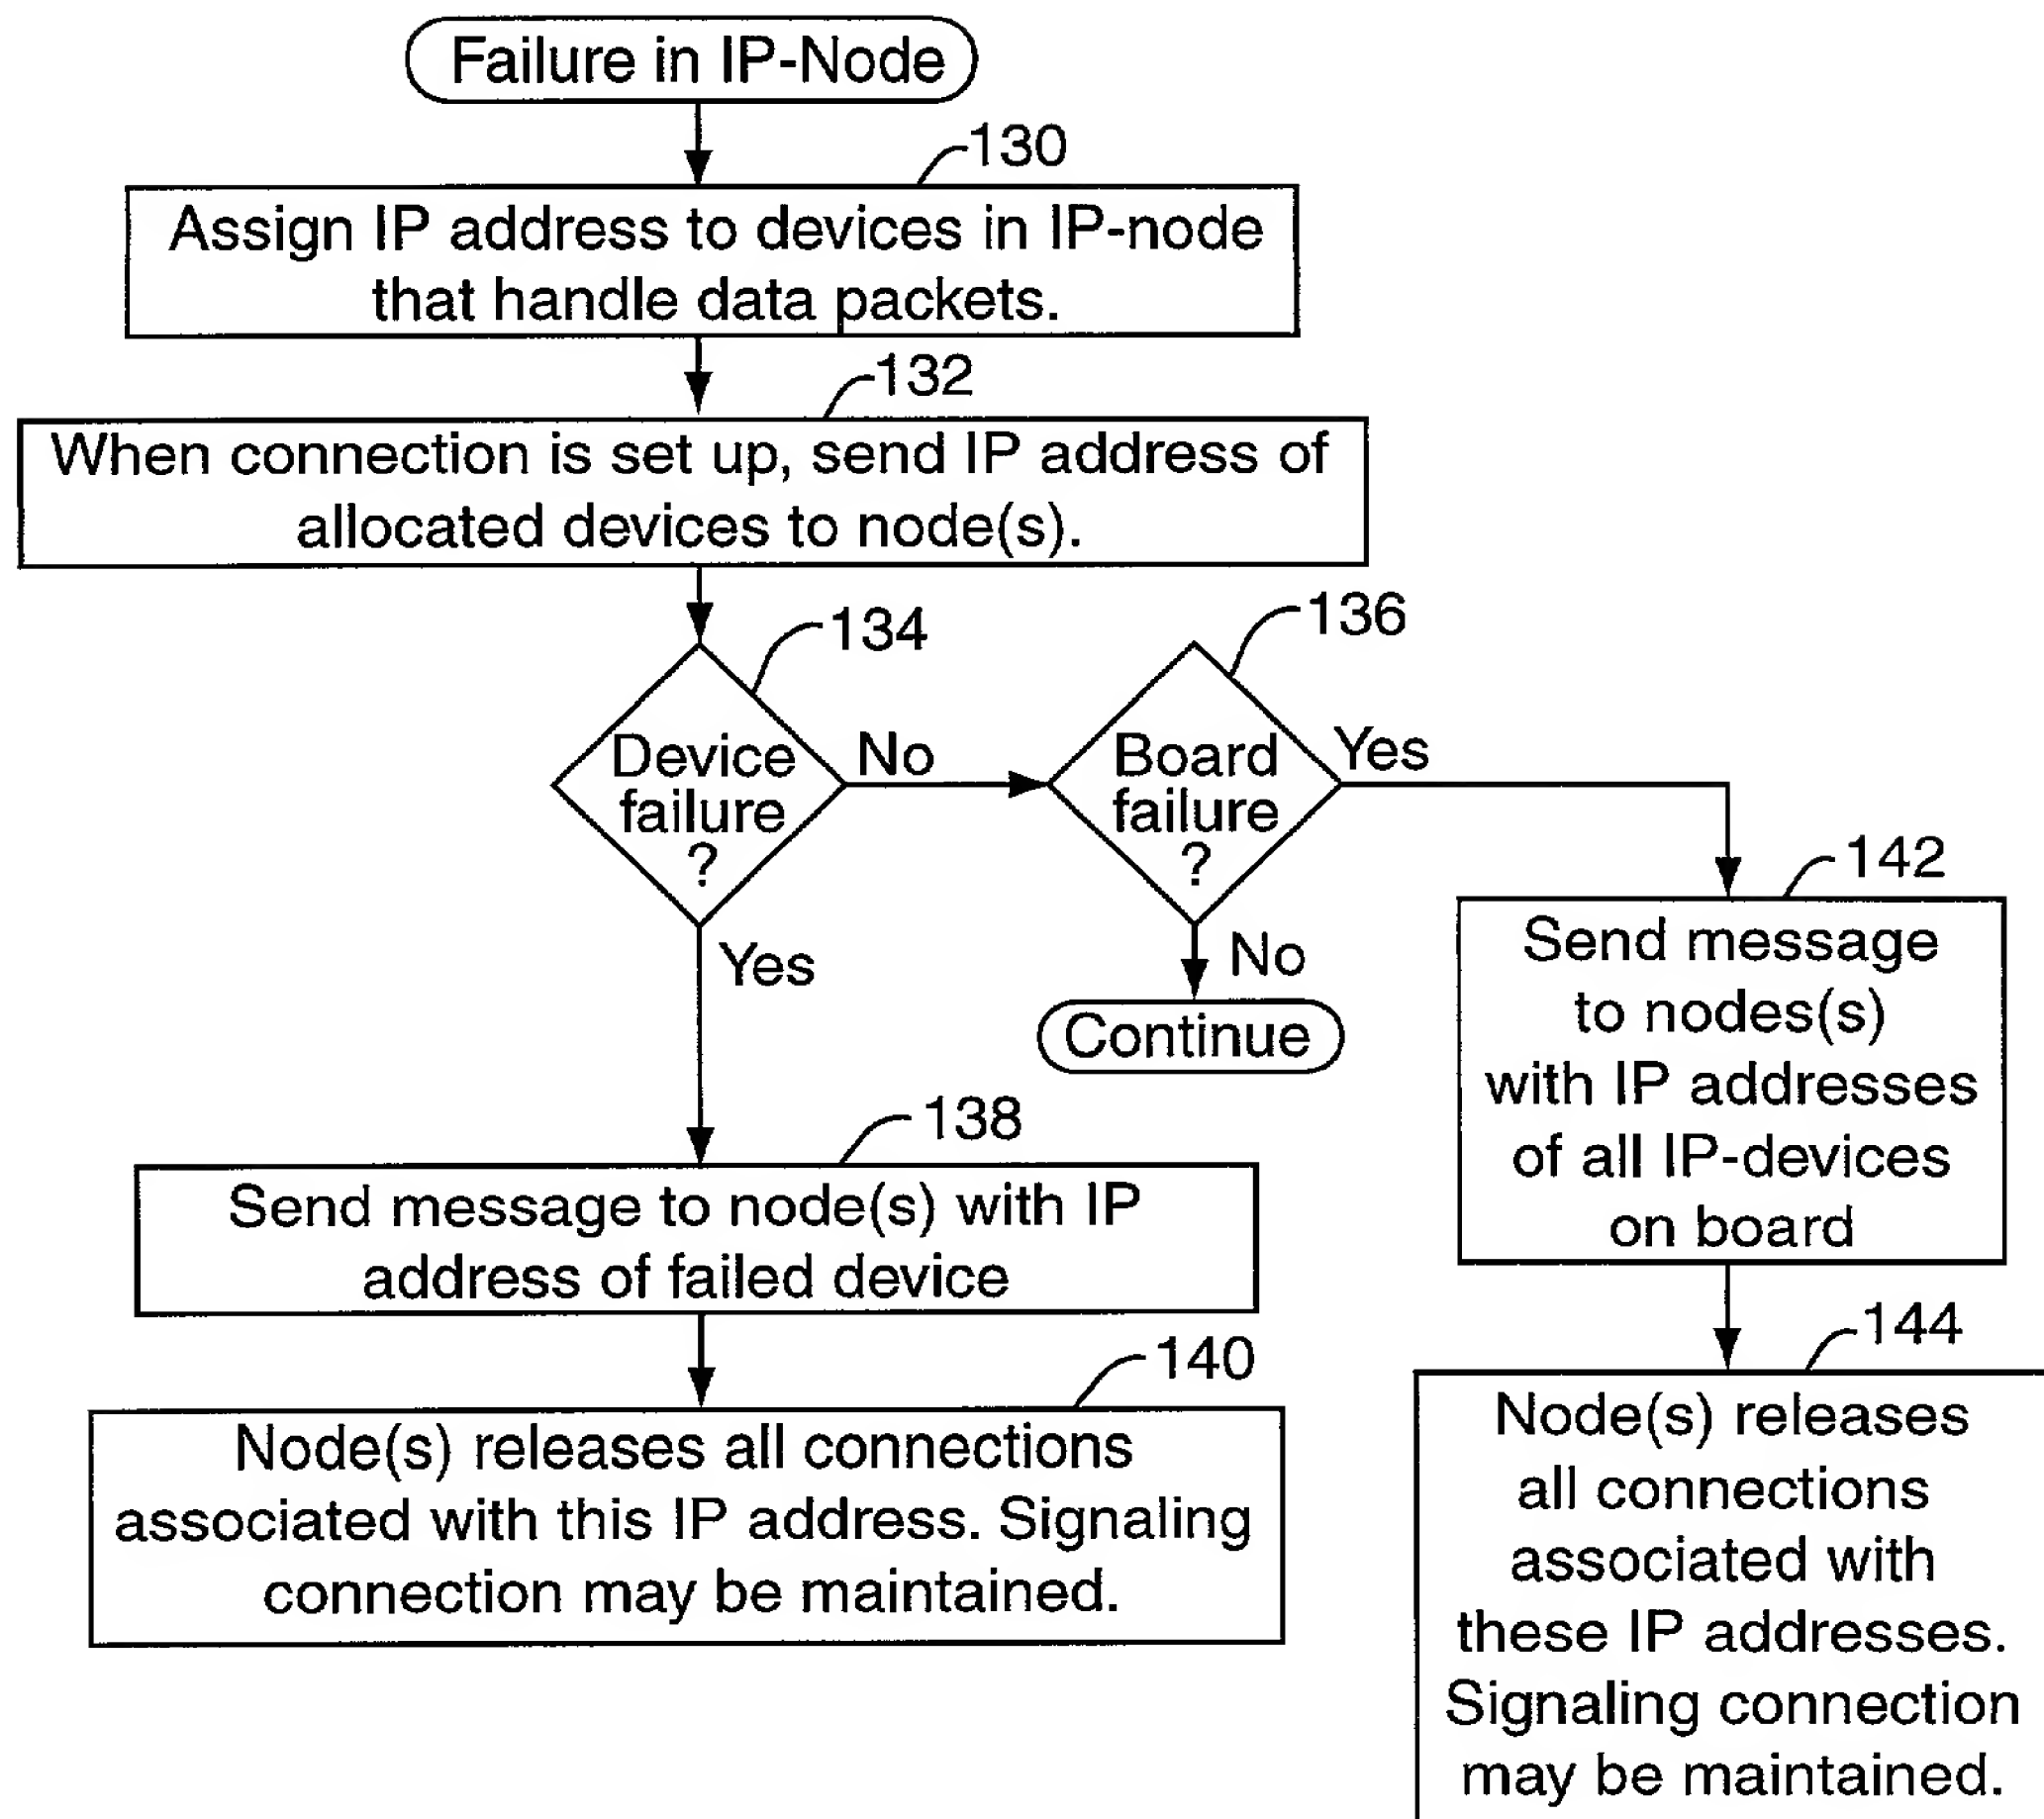 Failure in IP-Node
130
Assign IP address to devices in IP-node
that handle data packets.
132
When connection is set up, send IP address of
allocated devices to node(s).
134
136
Device
failure
?
No
Board
failure
?
Yes
Yes
No
Continue
142
Send message
to nodes(s)
with IP addresses
of all IP-devices
on board
138
Send message to node(s) with IP
address of failed device
140
Node(s) releases all connections
associated with this IP address. Signaling
connection may be maintained.
144
Node(s) releases
all connections
associated with
these IP addresses.
Signaling connection
may be maintained.